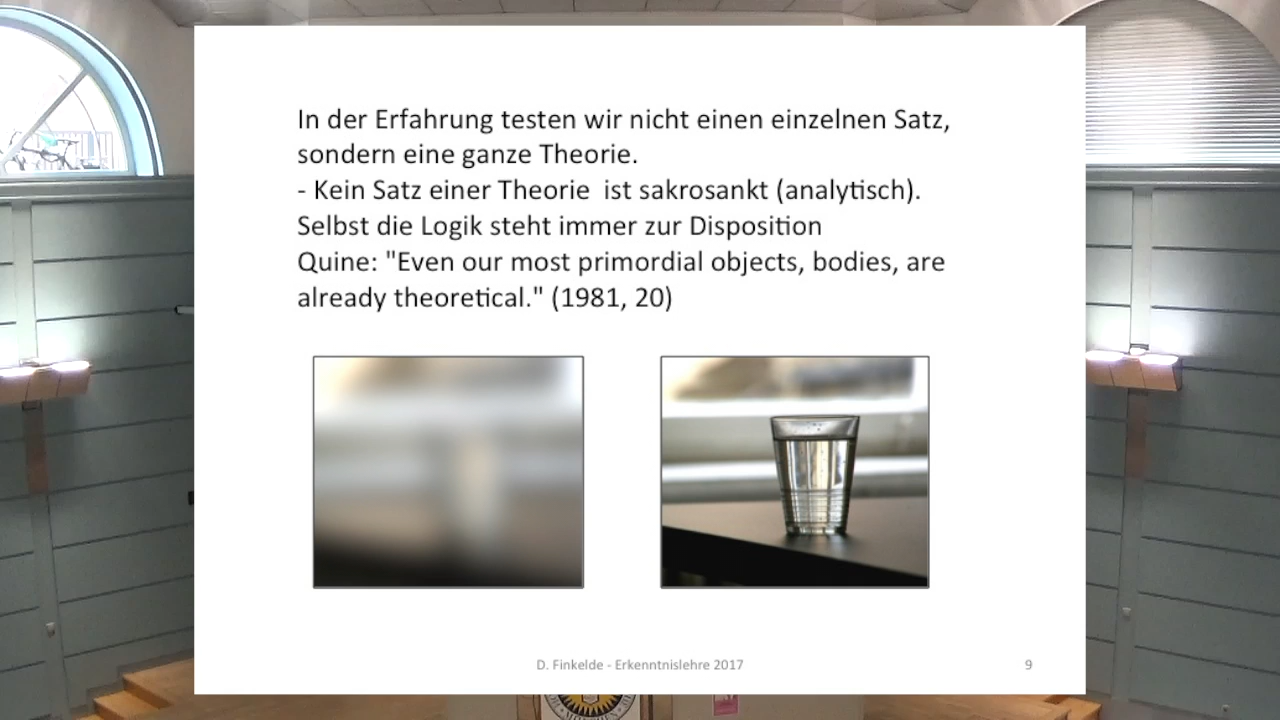 In der Erfahrung testen wir nicht einen einzelnen Satz,
sondern eine ganze Theorie.
- Kein Satz einer Theorie  ist sakrosankt (analytisch).
Selbst die Logik steht immer zur Disposition
Quine: "Even our most primordial objects, bodies, are
already theoretical." (1981, 20)
D. Finkelde - Erkenntnislehre 2017
9